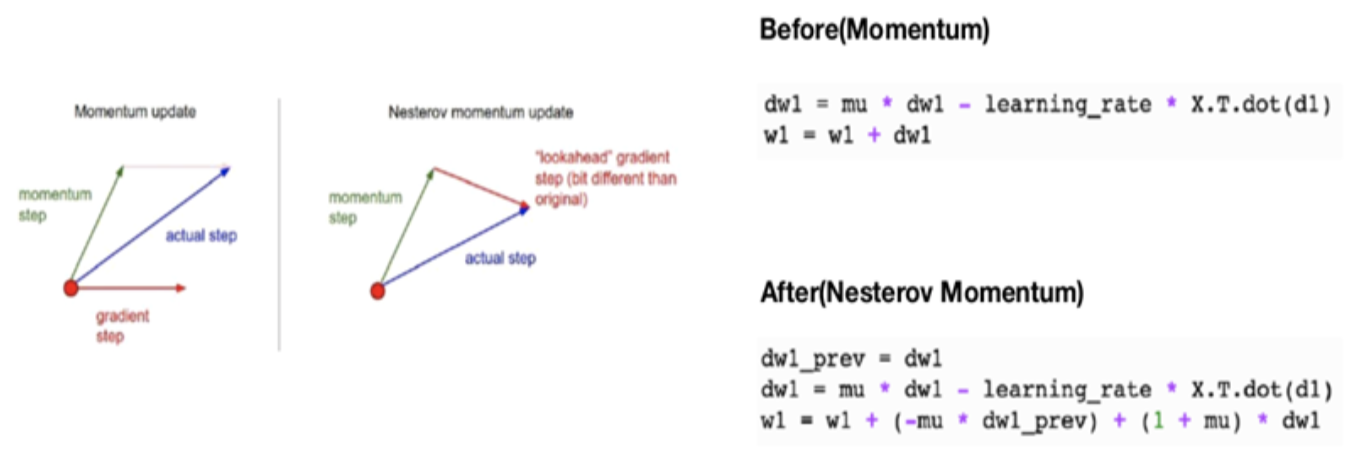 Momentum update
momentum
step
actual step
gradient
step
Nesterov momentum update
"lookahead" gradient
step (bit different than
original)
momentum
step
actual step
Before(Momentum)
dw1 = mu * dw1 - learning_rate * X.T.dot(d1)
w1 = w1 + dw1
After(Nesterov Momentum)
dw1_prev = dw1
dw1 = mu * dw1 - learning_rate * X.T.dot(d1)
w1 = w1 + (-mu * dw1_prev) + (1 + mu) * dw1